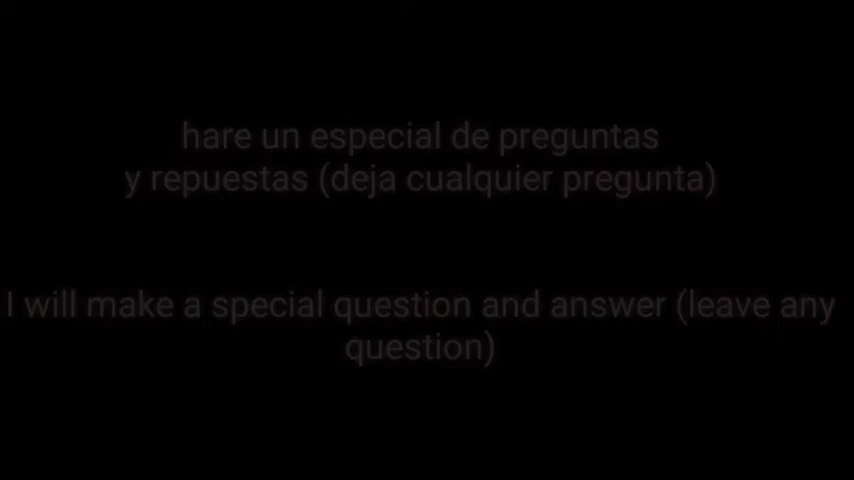 hare un especial de preguntas
y repuestas (deja cualquier pregunta)
I will make a special question and answer (leave any
question)